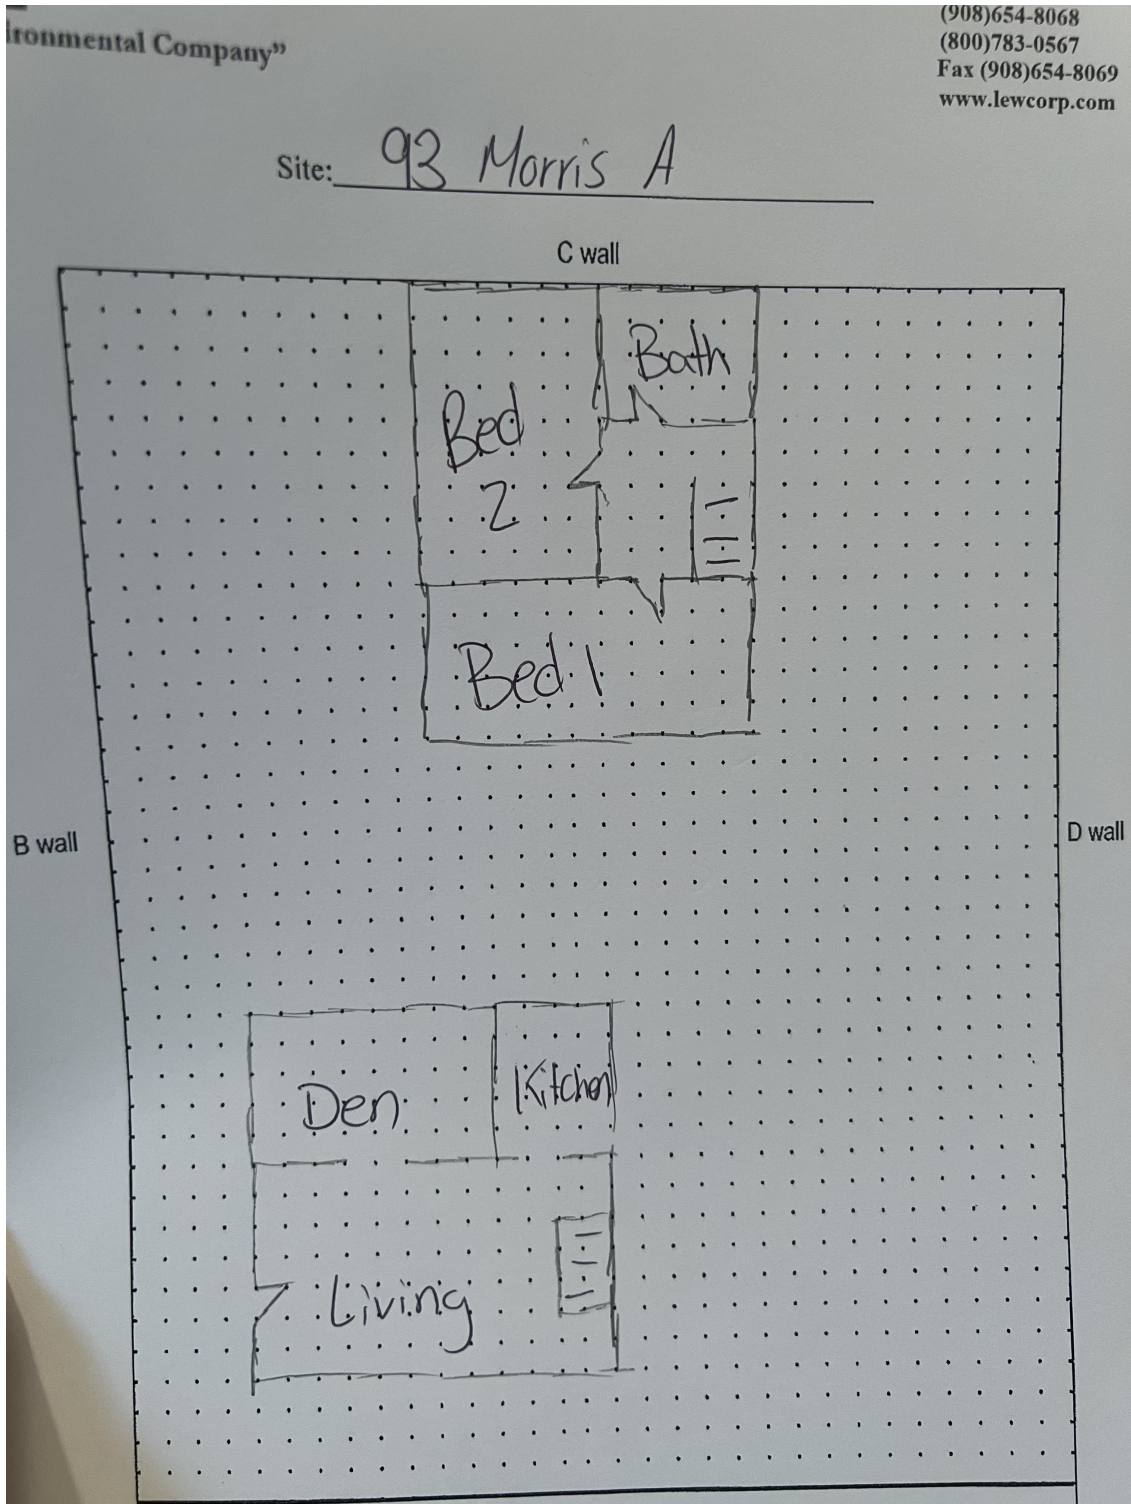 (908)654-8068
ironmental Company”
(800)783-0567
Fax (908)654-8069
www.lewcorp.com
Site: 93 Morris A
C wall
Bath
Bed
2
Bed 1
B wall
D wall
Den
Kitchen
Living